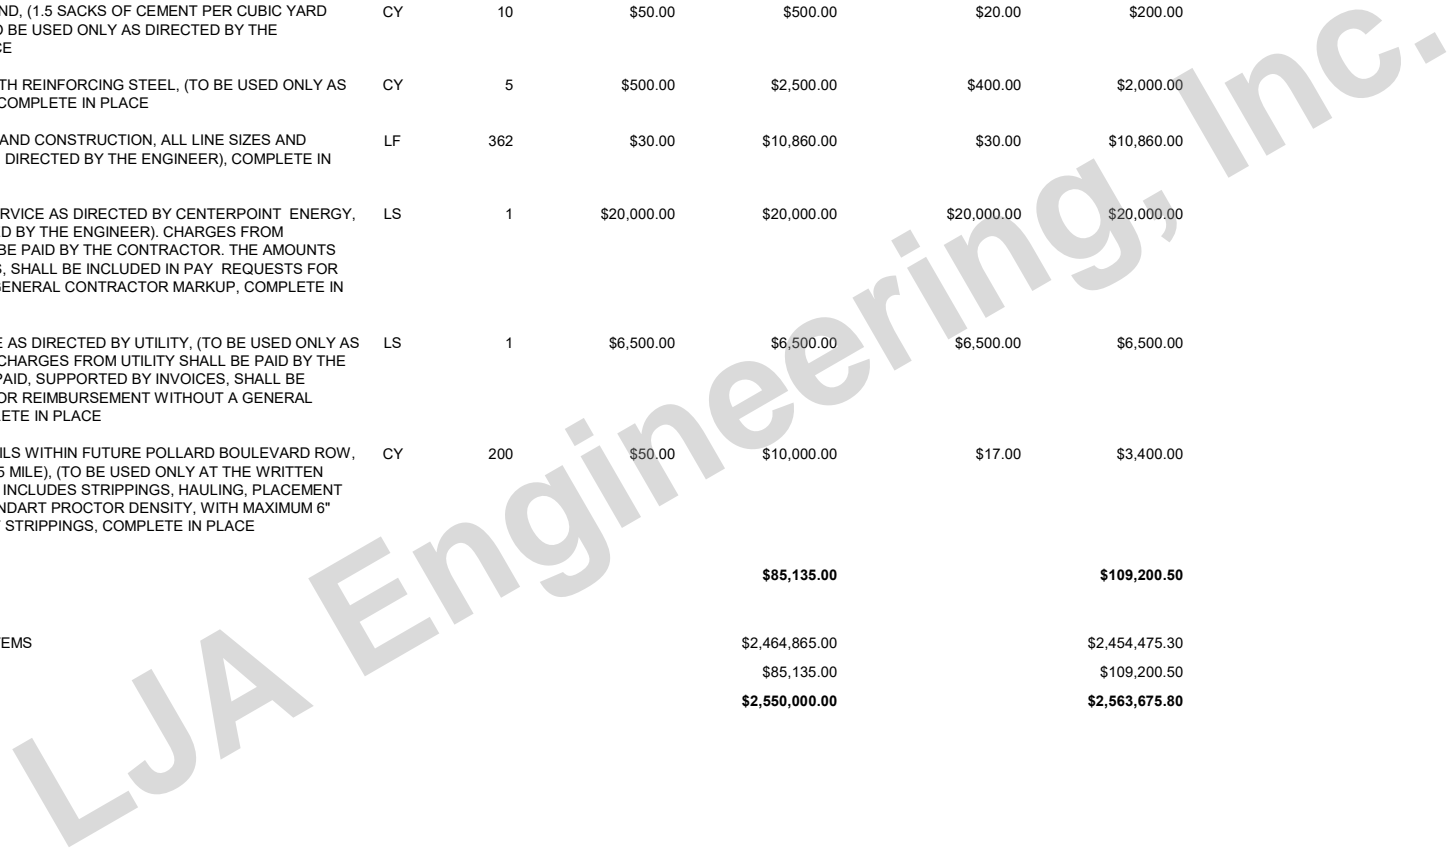 ND, (1.5 SACKS OF CEMENT PER CUBIC YARD CY 10 $50.00 $500.00 $20.00 $200.00
BE USED ONLY AS DIRECTED BY THE
CE
TH REINFORCING STEEL, (TO BE USED ONLY AS CY 5 $500.00 $2,500.00 $400.00 $2,000.00
COMPLETE IN PLACE
AND CONSTRUCTION, ALL LINE SIZES AND LF 362 $30.00 $10,860.00 $30.00 $10,860.00
DIRECTED BY THE ENGINEER), COMPLETE IN
RVICE AS DIRECTED BY CENTERPOINT ENERGY, LS 1 $20,000.00 $20,000.00 $20,000.00 $20,000.00
D BY THE ENGINEER). CHARGES FROM
BE PAID BY THE CONTRACTOR. THE AMOUNTS
S, SHALL BE INCLUDED IN PAY REQUESTS FOR
GENERAL CONTRACTOR MARKUP, COMPLETE IN
E AS DIRECTED BY UTILITY, (TO BE USED ONLY AS LS 1 $6,500.00 $6,500.00 $6,500.00 $6,500.00
CHARGES FROM UTILITY SHALL BE PAID BY THE
PAID, SUPPORTED BY INVOICES, SHALL BE
OR REIMBURSEMENT WITHOUT A GENERAL
ETE IN PLACE
ILS WITHIN FUTURE POLLARD BOULEVARD ROW, CY 200 $50.00 $10,000.00 $17.00 $3,400.00
5 MILE), (TO BE USED ONLY AT THE WRITTEN
INCLUDES STRIPPINGS, HAULING, PLACEMENT
NDART PROCTOR DENSITY, WITH MAXIMUM 6"
STRIPPINGS, COMPLETE IN PLACE
$85,135.00 $109,200.50
EMS $2,464,865.00 $2,454,475.30
$85,135.00 $109,200.50
$2,550,000.00 $2,563,675.80
LJA Engineering, Inc.